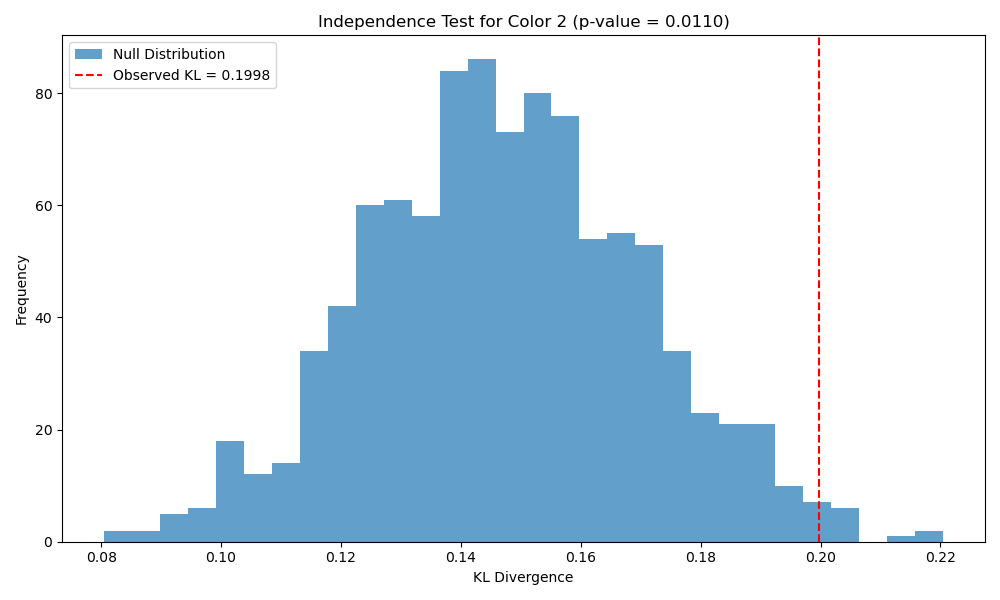 Independence Test for Color 2 (p-value = 0.0110)
Null Distribution
Observed KL = 0.1998
Frequency
80
60
40
20
0
0.08 0.10 0.12 0.14 0.16 0.18 0.20 0.22
KL Divergence